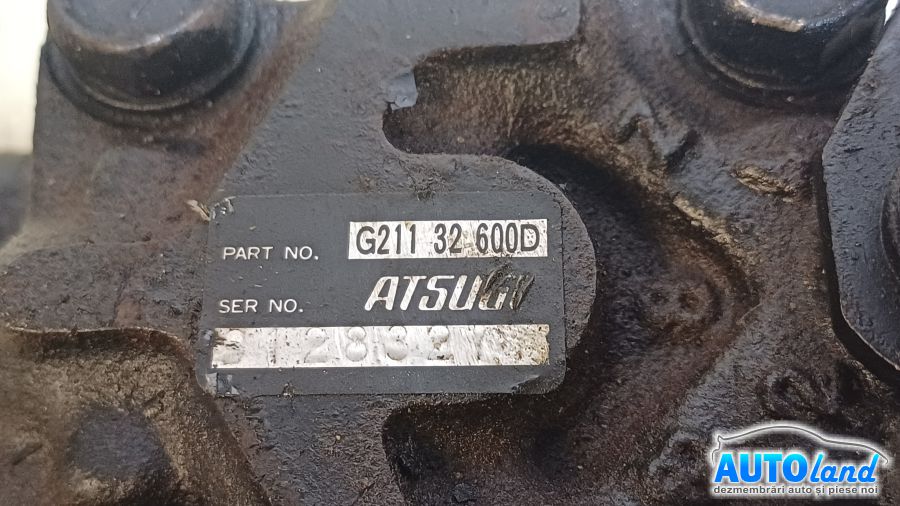 PART NO. G211 32 600D
SER NO. ATSUGI
AUTOland
dezmembrări auto și piese noi